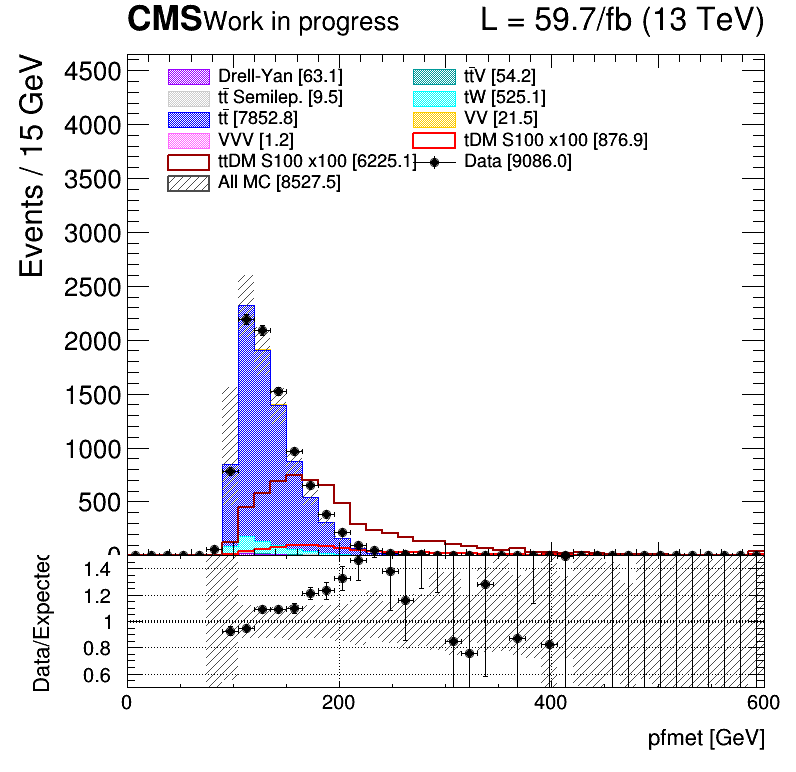 CMS Work in progress L = 59.7/fb (13 TeV)
Events / 15 GeV
4500
4000
3500
3000
2500
2000
1500
1000
500
0
Drell-Yan [63.1] tt̄V [54.2]
tt̄ Semilep. [9.5] tW [525.1]
tt̄ [7852.8] VV [21.5]
VVV [1.2] tDM S100 x100 [876.9]
ttDM S100 x100 [6225.1] Data [9086.0]
All MC [8527.5]
Data/Expected
1.4
1.2
1
0.8
0.6
0 200 400 600
pfmet [GeV]